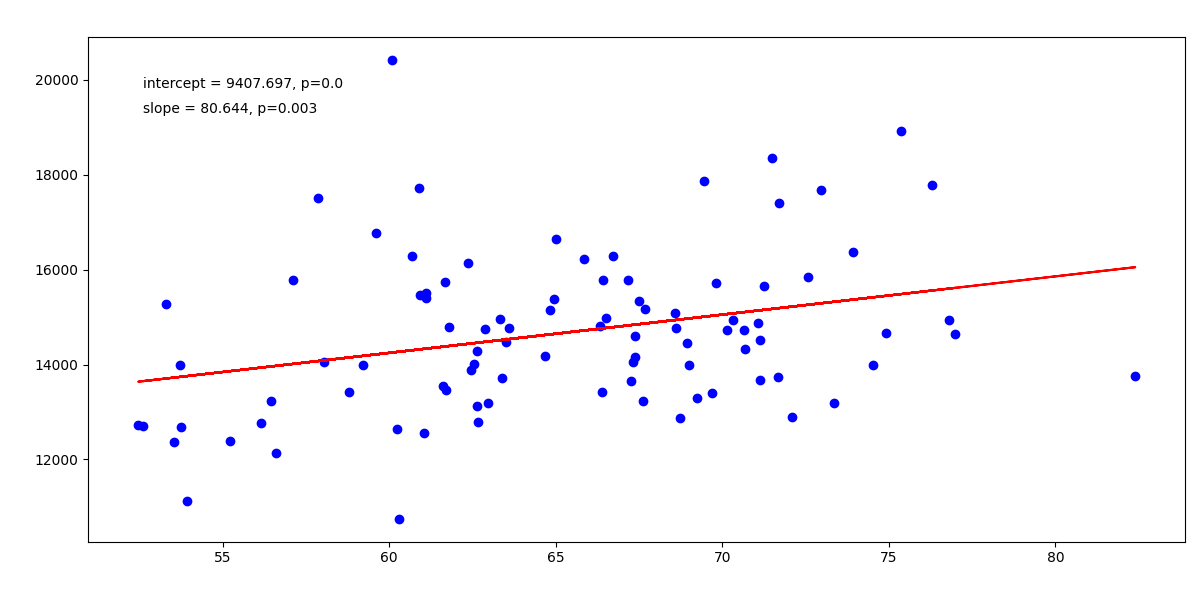 20000
18000
16000
14000
12000
intercept = 9407.697, p=0.0
slope = 80.644, p=0.003
55 60 65 70 75 80